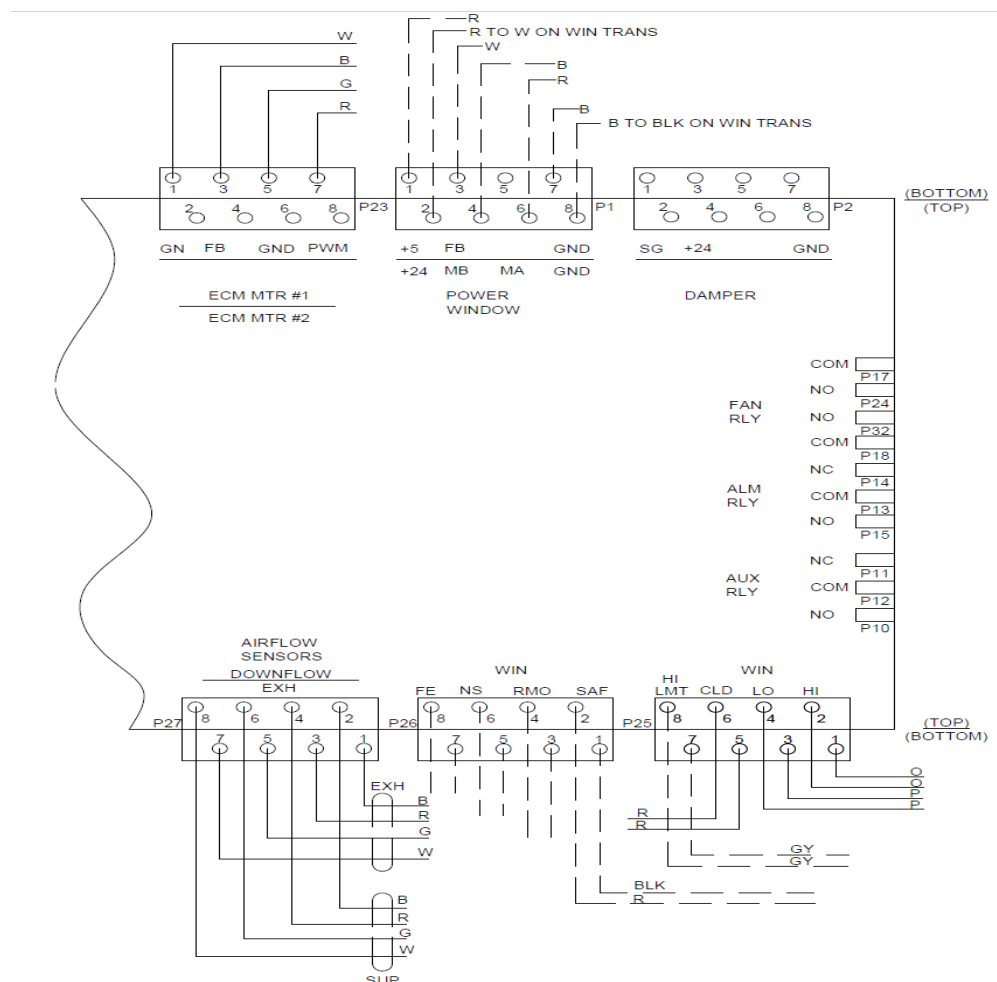 R
R TO W ON WIN TRANS
W
W
B
B
R
G
R
B
B TO BLK ON WIN TRANS
1 3 5 7
2 4 6 8
P23
1 3 5 7
2 4 6 8
P1
1 3 5 7
2 4 6 8
P2
(BOTTOM)
(TOP)
GN FB GND PWM
+5 FB GND
+24 MB MA GND
SG +24 GND
ECM MTR #1
ECM MTR #2
POWER
WINDOW
DAMPER
COM
P17
NO
P24
FAN
RLY
NO
P32
COM
P18
NC
P14
ALM
RLY
COM
P13
NO
P15
NC
P11
AUX
RLY
COM
P12
NO
P10
AIRFLOW
SENSORS
DOWNFLOW
EXH
WIN
FE NS RMO SAF
WIN
HI
LMT CLD LO HI
P27
8 6 4 2
7 5 3 1
P26
8 6 4 2
7 5 3 1
P25
8 6 4 2
7 5 3 1
(TOP)
(BOTTOM)
EXH
B
R
G
W
O
O
P
P
R
R
GY
GY
BLK
R
B
R
G
W
SUP